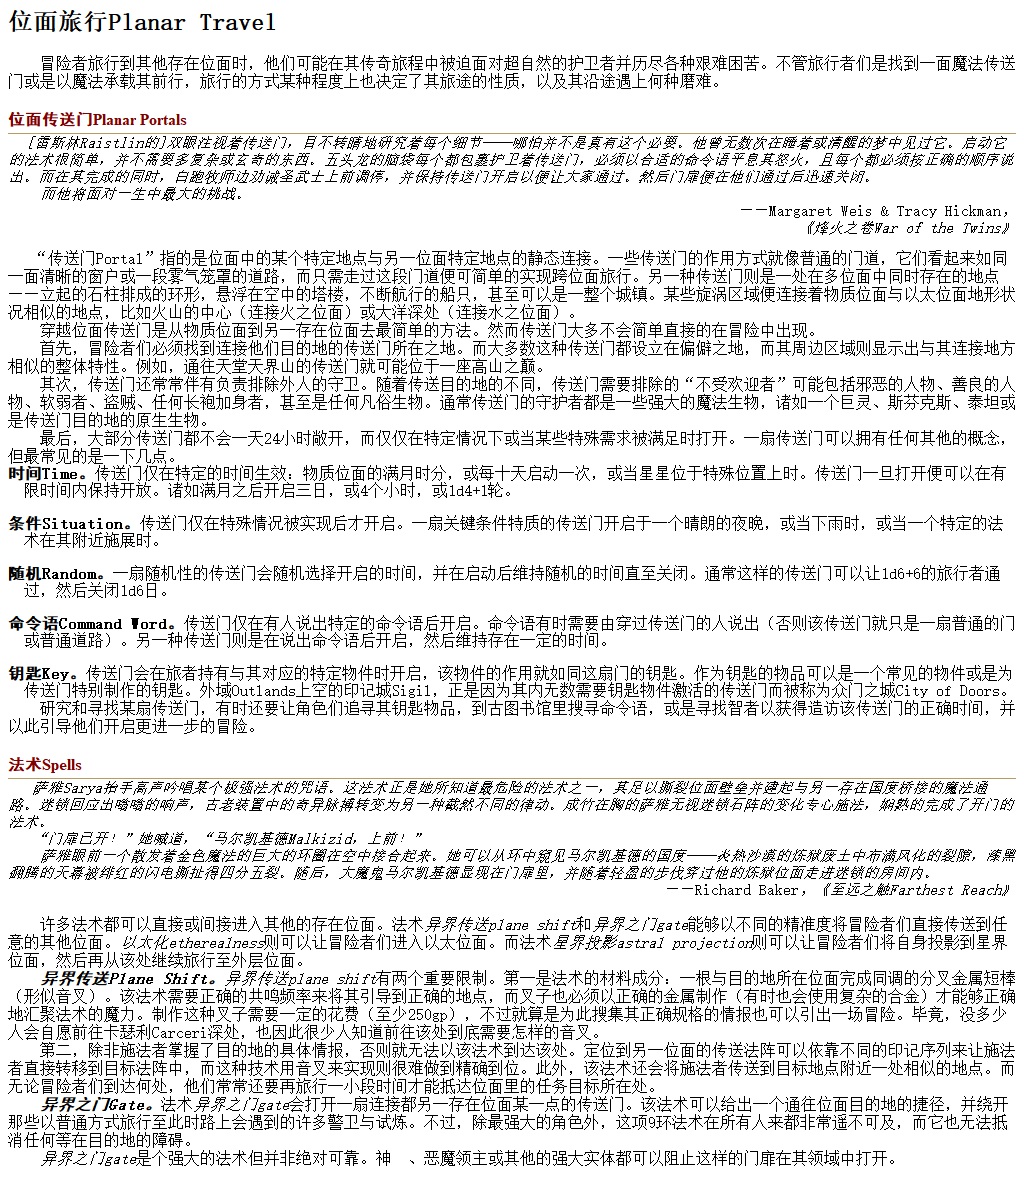 位面旅行Planar Travel
冒险者旅行到其他存在位面时，他们可能在其传奇旅程中被迫面对超自然的护卫者并历尽各种艰难困苦。不管旅行者们是找到一面魔法传送
门或是以魔法承载其前行，旅行的方式某种程度上也决定了其旅途的性质，以及其沿途遇上何种磨难。
位面传送门Planar Portals
[雷斯林Raistlin的]双眼注视着传送门，目不转睛地研究着每个细节——哪怕并不是真有这个必要。他曾无数次在睡着或清醒的梦中见过它。启动它
的法术很简单，并不需要多复杂或玄奇的东西。五头龙的脑袋每个都包裹护卫着传送门，必须以合适的命令语平息其怒火，且每个都必须按正确的顺序说
出。而在其完成的同时，白袍牧师边劝诫圣武士上前调停，并保持传送门开启以便让大家通过。然后门扉便在他们通过后迅速关闭。
而他将面对一生中最大的挑战。
——Margaret Weis & Tracy Hickman，
《烽火之卷War of the Twins》
“传送门Portal”指的是位面中的某个特定地点与另一位面特定地点的静态连接。一些传送门的作用方式就像普通的门道，它们看起来如同
一面清晰的窗户或一段雾气笼罩的道路，而只需走过这段门道便可简单的实现跨位面旅行。另一种传送门则是一处在多位面中同时存在的地点
——立起的石柱排成的环形，悬浮在空中的塔楼，不断航行的船只，甚至可以是一整个城镇。某些旋涡区域便连接着物质位面与以太位面地形状
况相似的地点，比如火山的中心（连接火之位面）或大洋深处（连接水之位面）。
穿越位面传送门是从物质位面到另一存在位面去最简单的方法。然而传送门大多不会简单直接的在冒险中出现。
首先，冒险者们必须找到连接他们目的地的传送门所在之地。而大多数这种传送门都设立在偏僻之地，而其周边区域则显示出与其连接地方
相似的整体特性。例如，通往天堂天界山的传送门就可能位于一座高山之巅。
其次，传送门还常常伴有负责排除外人的守卫。随着传送目的地的不同，传送门需要排除的“不受欢迎者”可能包括邪恶的人物、善良的人
物、软弱者、盗贼、任何长袍加身者，甚至是任何凡俗生物。通常传送门的守护者都是一些强大的魔法生物，诸如一个巨灵、斯芬克斯、泰坦或
是传送门目的地的原生生物。
最后，大部分传送门都不会一天24小时敞开，而仅仅在特定情况下或当某些特殊需求被满足时打开。一扇传送门可以拥有任何其他的概念，
但最常见的是一下几点。
时间Time。传送门仅在特定的时间生效：物质位面的满月时分，或每十天启动一次，或当星星位于特殊位置上时。传送门一旦打开便可以在有
限时间内保持开放。诸如满月之后开启三日，或4个小时，或1d4+1轮。
条件Situation。传送门仅在特殊情况被实现后才开启。一扇关键条件特质的传送门开启于一个晴朗的夜晚，或当下雨时，或当一个特定的法
术在其附近施展时。
随机Random。一扇随机性的传送门会随机选择开启的时间，并在启动后维持随机的时间直至关闭。通常这样的传送门可以让1d6+6的旅行者通
过，然后关闭1d6日。
命令语Command Word。传送门仅在有人说出特定的命令语后开启。命令语有时需要由穿过传送门的人说出（否则该传送门就只是一扇普通的门
或普通道路）。另一种传送门则是在说出命令语后开启，然后维持存在一定的时间。
钥匙Key。传送门会在旅者持有与其对应的特定物件时开启，该物件的作用就如同这扇门的钥匙。作为钥匙的物品可以是一个常见的物件或是为
传送门特别制作的钥匙。外域Outlands上空的印记城Sigil，正是因为其内无数需要钥匙物件激活的传送门而被称为众门之城City of Doors。
研究和寻找某扇传送门，有时还要让角色们追寻其钥匙物品，到古图书馆里搜寻命令语，或是寻找智者以获得造访该传送门的正确时间，并
以此引导他们开启更进一步的冒险。
法术Spells
萨雅Sarya拍手高声吟唱某个极强法术的咒语。这法术正是她所知道最危险的法术之一，其足以撕裂位面壁垒并建起与另一存在国度桥接的魔法通
路。迷锁回应出嗡嗡的响声，古老装置中的奇异脉搏转变为另一种截然不同的律动。成竹在胸的萨雅无视迷锁石阵的变化专心施法，娴熟的完成了开门的
法术。
“门扉已开！”她喊道，“马尔凯基德Malkizid，上前！”
萨雅眼前一个散发着金色魔法的巨大的环圈在空中接合起来。她可以从环中窥见马尔凯基德的国度——炎热沙漠的炼狱废土中布满风化的裂隙，漆黑
翻腾的天幕被绯红的闪电撕扯得四分五裂。随后，大魔鬼马尔凯基德显现在门扉里，并随着轻盈的步伐穿过他的炼狱位面走进迷锁的房间内。
——Richard Baker，《至远之触Farthest Reach》
许多法术都可以直接或间接进入其他的存在位面。法术异界传送plane shift和异界之门gate能够以不同的精准度将冒险者们直接传送到任
意的其他位面。以太化etherealness则可以让冒险者们进入以太位面。而法术星界投影astral projection则可以让冒险者们将自身投影到星界
位面，然后再从该处继续旅行至外层位面。
异界传送Plane Shift。异界传送plane shift有两个重要限制。第一是法术的材料成分：一根与目的地所在位面完成同调的分叉金属短棒
（形似音叉）。该法术需要正确的共鸣频率来将其引导到正确的地点，而叉子也必须以正确的金属制作（有时也会使用复杂的合金）才能够正确
地汇聚法术的魔力。制作这种叉子需要一定的花费（至少250gp），不过就算是为此搜集其正确规格的情报也可以引出一场冒险。毕竟，没多少
人会自愿前往卡瑟利Carceri深处，也因此很少人知道前往该处到底需要怎样的音叉。
第二，除非施法者掌握了目的地的具体情报，否则就无法以该法术到达该处。定位到另一位面的传送法阵可以依靠不同的印记序列来让施法
者直接转移到目标法阵中，而这种技术用音叉来实现则很难做到精确到位。此外，该法术还会将施法者传送到目标地点附近一处相似的地点。而
无论冒险者们到达何处，他们常常还要再旅行一小段时间才能抵达位面里的任务目标所在处。
异界之门Gate。法术异界之门gate会打开一扇连接都另一存在位面某一点的传送门。该法术可以给出一个通往位面目的地的捷径，并绕开
那些以普通方式旅行至此时路上会遇到的许多警卫与试炼。不过，除最强大的角色外，这项9环法术在所有人来都非常遥不可及，而它也无法抵
消任何等在目的地的障碍。
异界之门gate是个强大的法术但并非绝对可靠。神　、恶魔领主或其他的强大实体都可以阻止这样的门扉在其领域中打开。